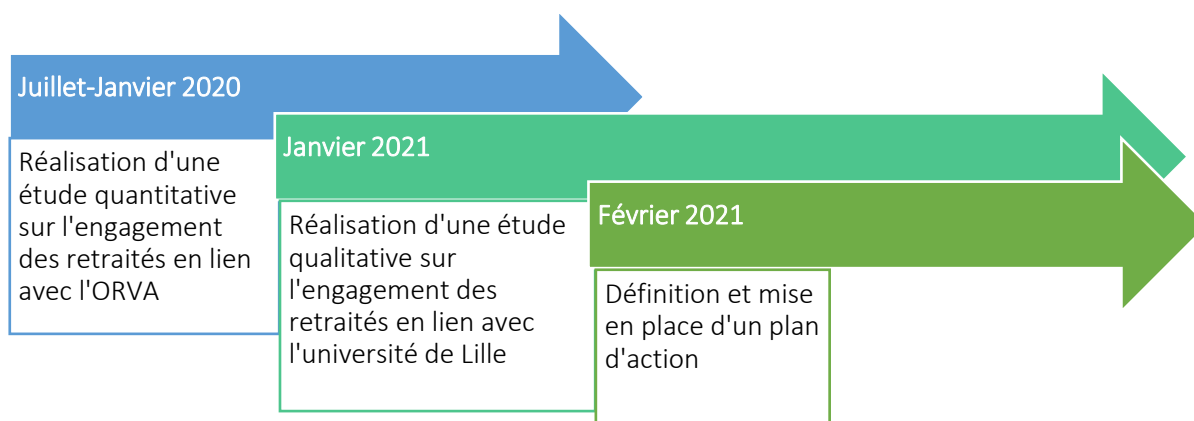 Juillet-Janvier 2020
Réalisation d'une
étude quantitative
sur l'engagement
des retraités en lien
avec l'ORVA
Janvier 2021
Réalisation d'une étude
qualitative sur
l'engagement des
retraités en lien avec
l'université de Lille
Février 2021
Définition et mise
en place d'un plan
d'action